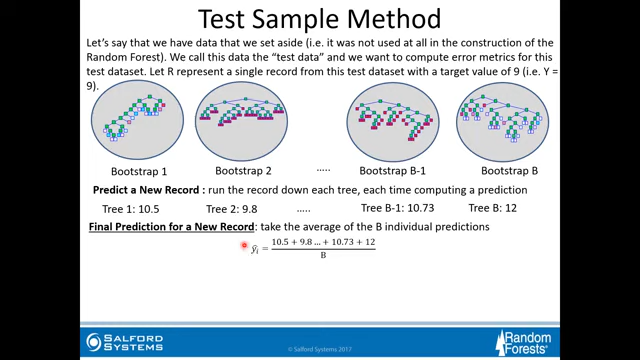 Test Sample Method
Let's say that we have data that we set aside (i.e. it was not used at all in the construction of the
Random Forest). We call this data the "test data" and we want to compute error metrics for this
test dataset. Let R represent a single record from this test dataset with a target value of 9 (i.e. Y =
9).
Bootstrap 1 Bootstrap 2 ..... Bootstrap B-1 Bootstrap B
Predict a New Record : run the record down each tree, each time computing a prediction
Tree 1: 10.5 Tree 2: 9.8 ..... Tree B-1: 10.73 Tree B: 12
Final Prediction for a New Record: take the average of the B individual predictions
ȳᵢ = (10.5 + 9.8 ... + 10.73 + 12) / B
SALFORD SYSTEMS
© Salford Systems 2017
Random Forests®